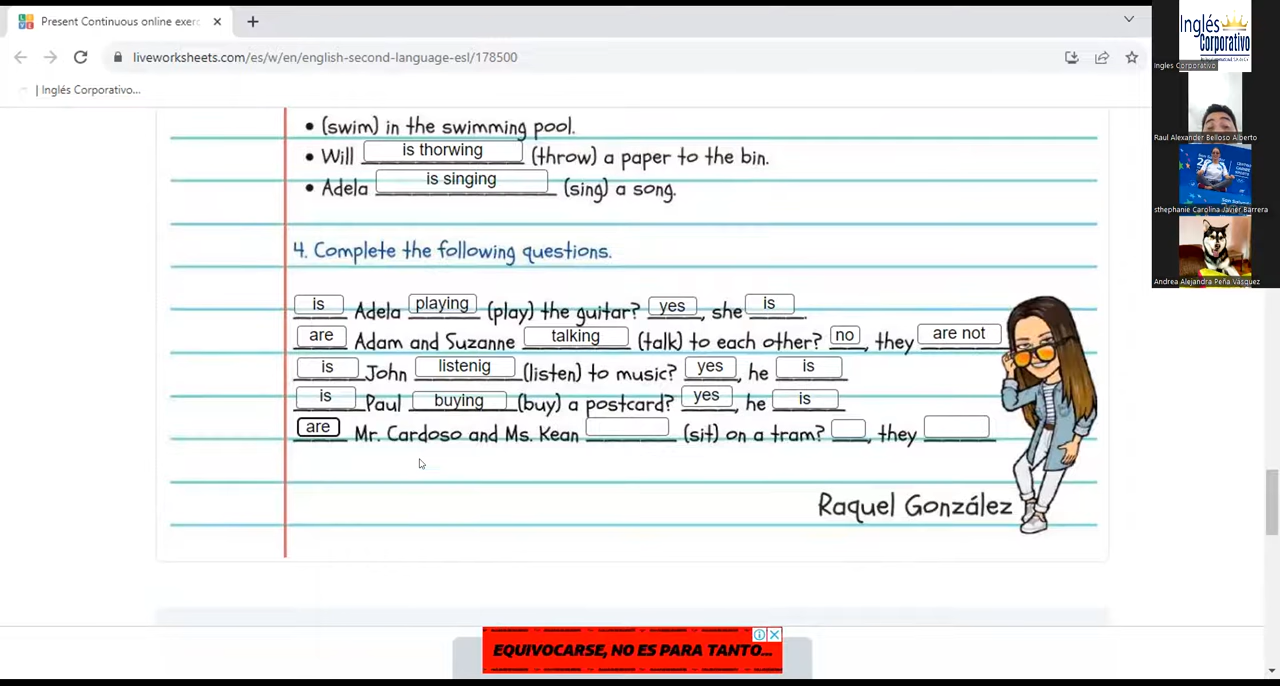 Present Continuous online exerc
liveworksheets.com/es/w/en/english-second-language-esl/178500
| Inglés Corporativo...
• (swim) in the swimming pool.
• Will is thorwing (throw) a paper to the bin.
• Adela is singing (sing) a song.
4. Complete the following questions.
is Adela playing (play) the guitar? yes, she is.
are Adam and Suzanne talking (talk) to each other? no, they are not
is John listenig (listen) to music? yes, he is
is Paul buying (buy) a postcard? yes, he is
are Mr. Cardoso and Ms. Kean (sit) on a tram? , they
Raquel González
EQUIVOCARSE, NO ES PARA TANTO...
Inglés
Corporativo
Ingles Corporativo
Raul Alexander Belloso Alberto
sthephanie Carolina Javier Barrera
Andrea Alejandra Peña Vásquez